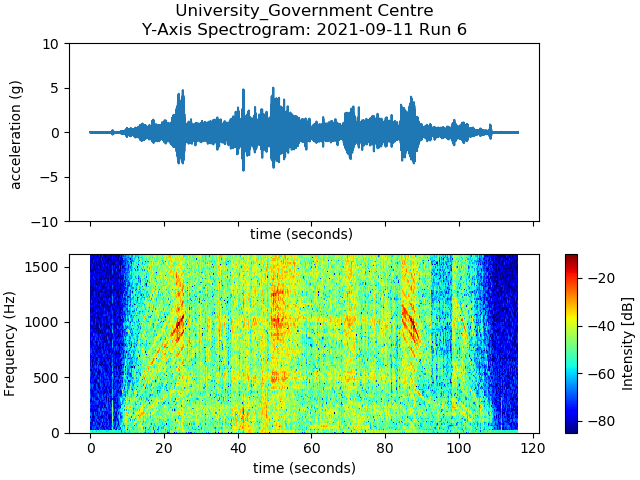 University_Government Centre
Y-Axis Spectrogram: 2021-09-11 Run 6
10
5
0
−5
−10
acceleration (g)
time (seconds)
1500
1000
500
0
Frequency (Hz)
0 20 40 60 80 100 120
time (seconds)
−20
−40
−60
−80
Intensity [dB]